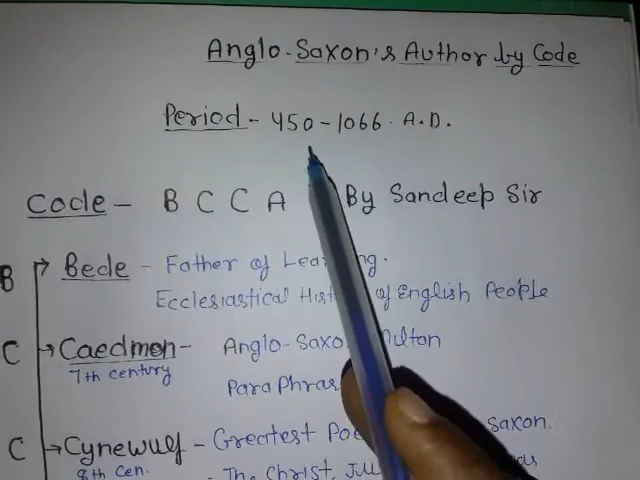 Anglo-Saxon's Author by Code
Period - 450-1066. A.D.
Code - B C C A By Sandeep Sir
B → Bede - Father of
Ecclesiastical of English People
C → Caedmon - Anglo-Saxon Milton
7th century
C → Cynewulf - Greatest Saxon.
8th Cen. - The Christ,